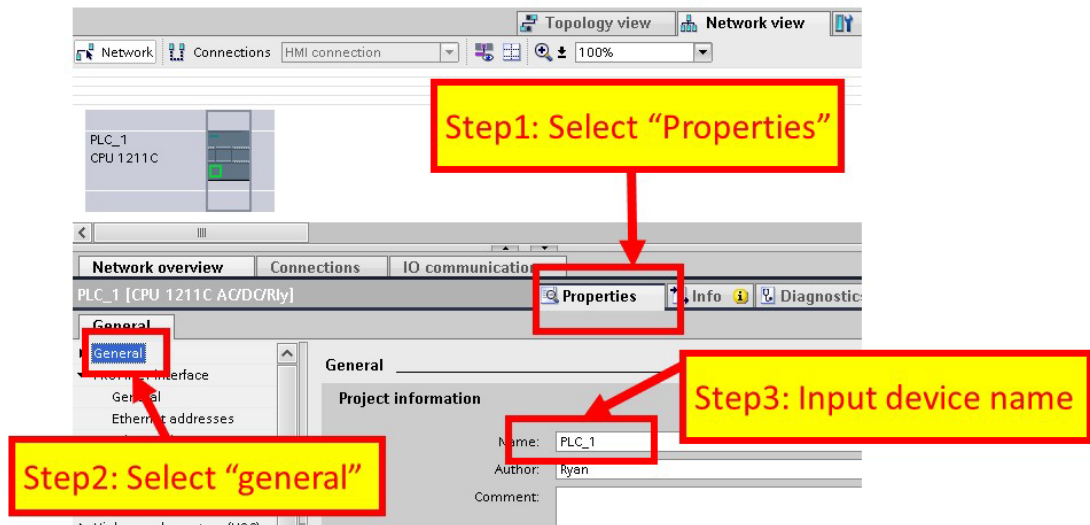 Topology view
Network view
Network
Connections
HMI connection
100%
Step1: Select “Properties”
PLC_1
CPU 1211C
Network overview
Connections
IO communication
PLC_1 [CPU 1211C AC/DC/Rly]
Properties
Info
Diagnostics
General
General
General
Project information
General
Ethernet addresses
Step3: Input device name
Name:
PLC_1
Author:
Ryan
Comment:
Step2: Select “general”